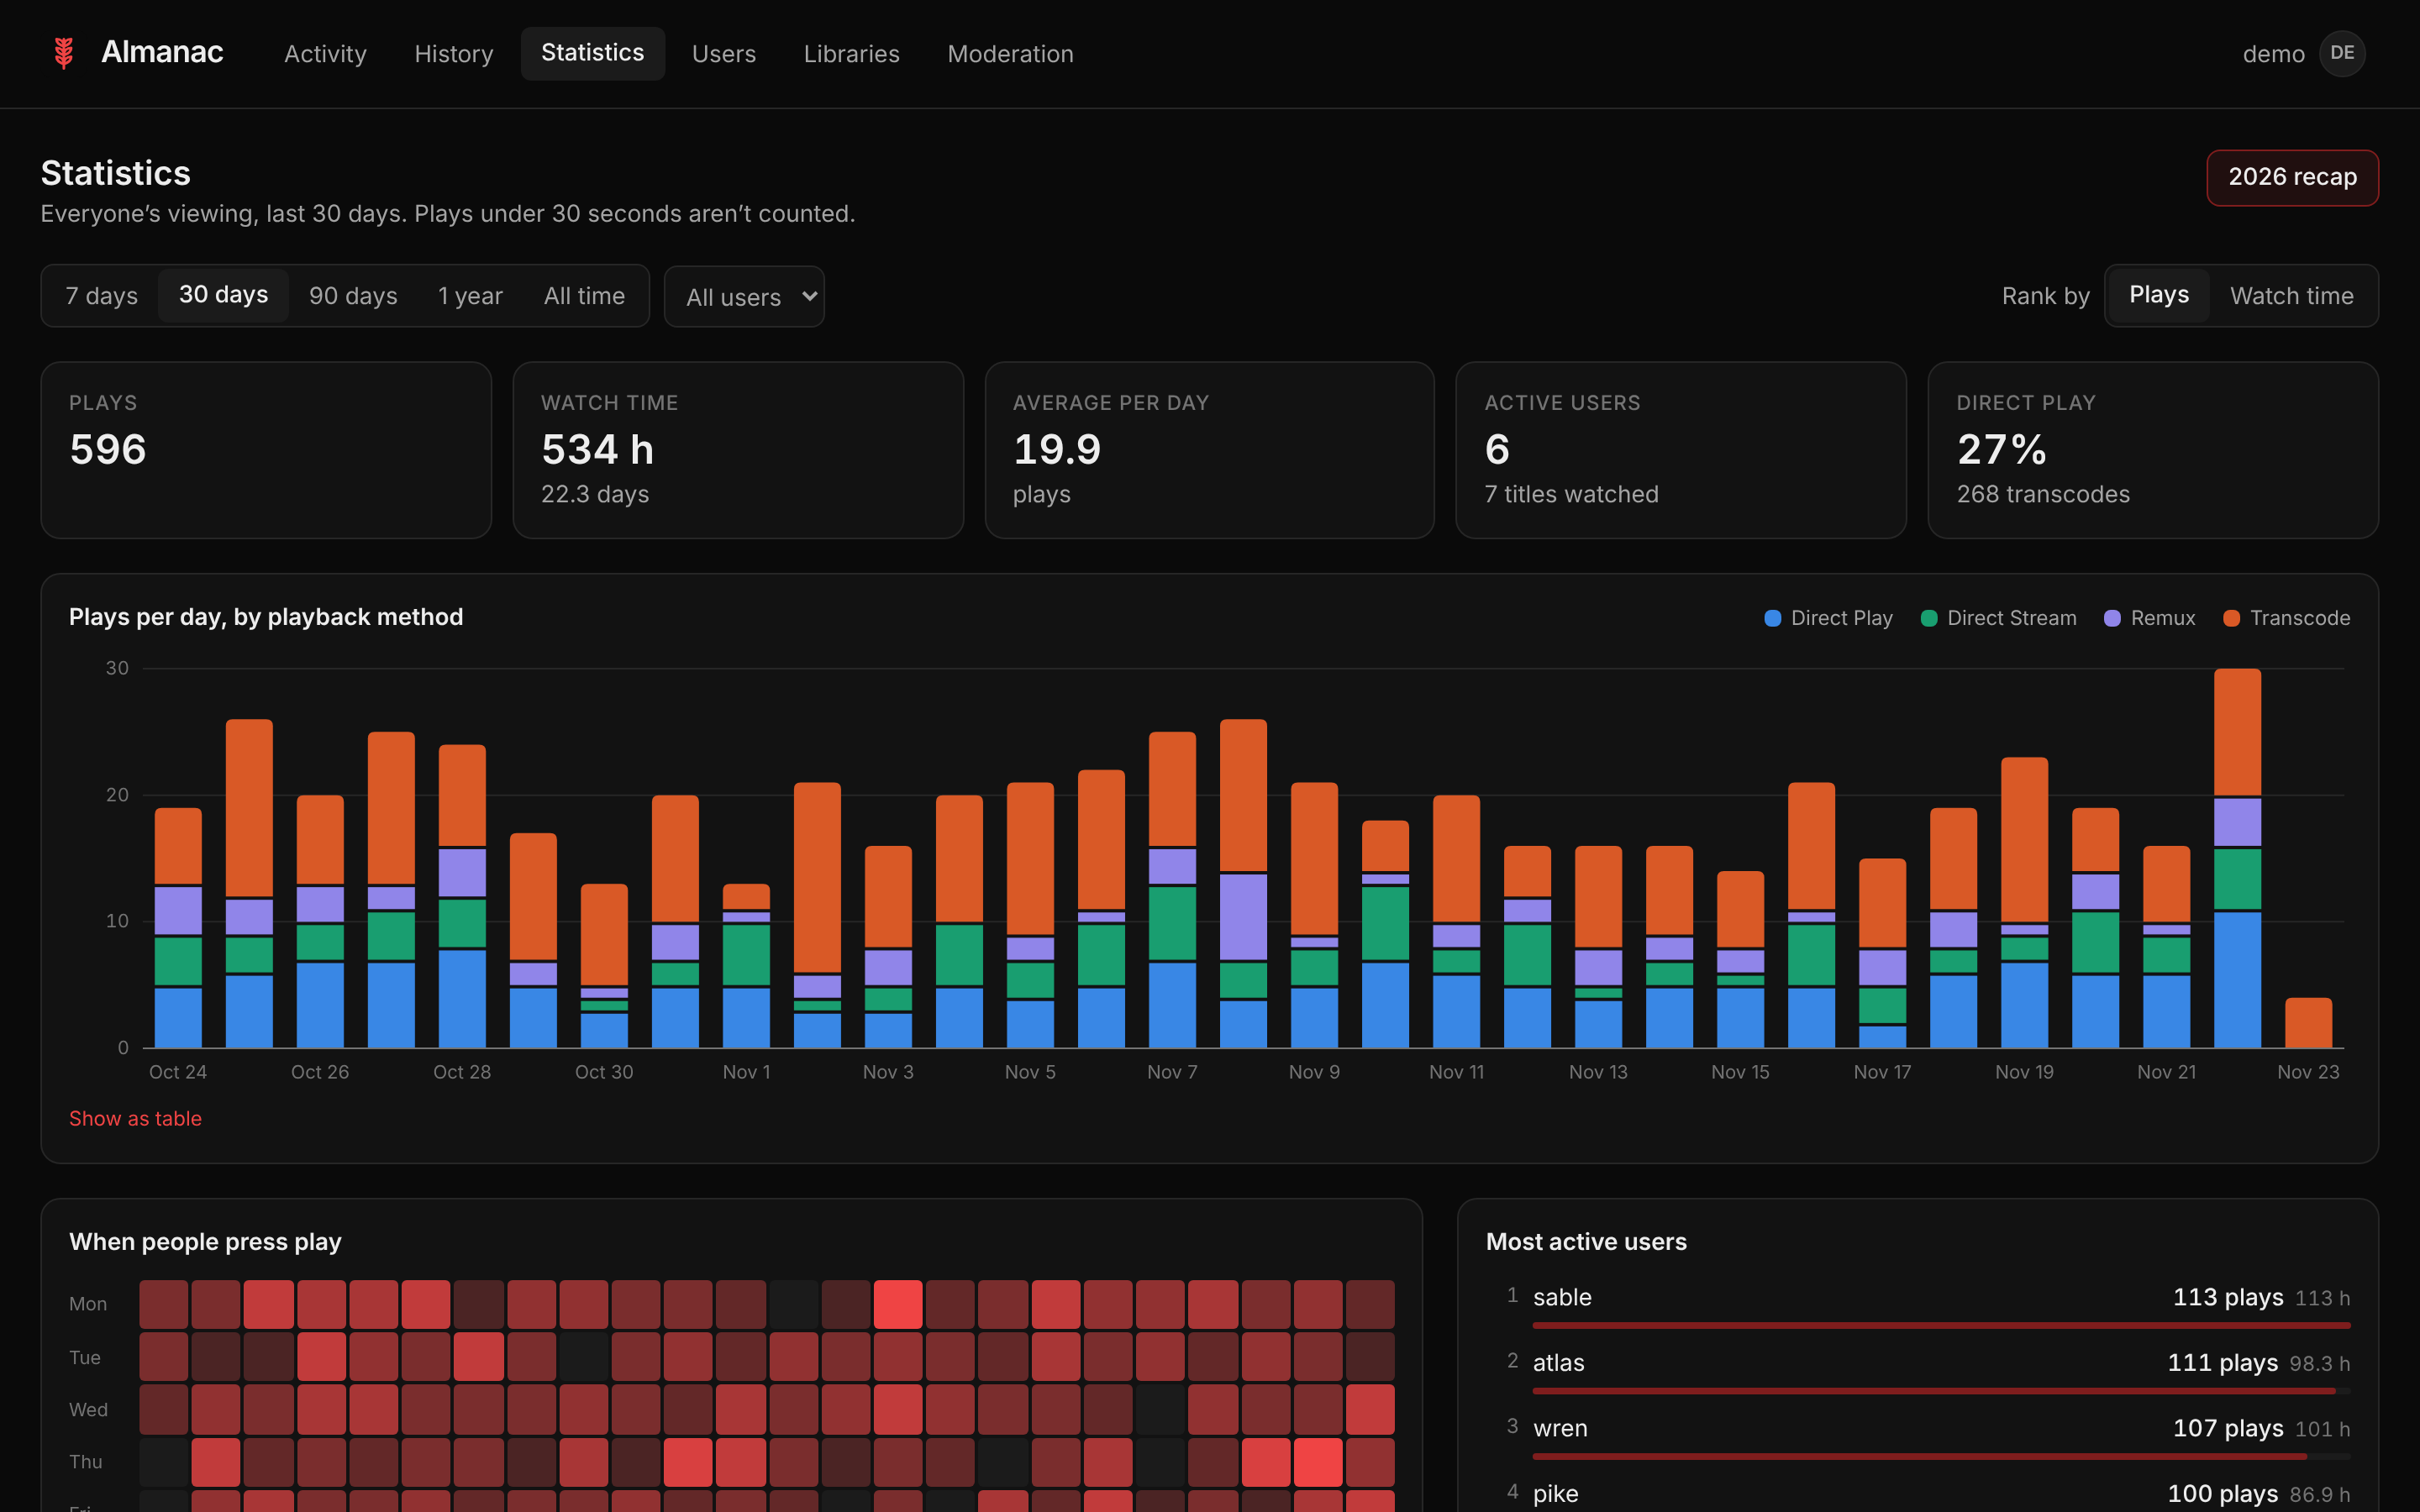 Almanac
Activity
History
Statistics
Users
Libraries
Moderation
demo
DE
Statistics
Everyone’s viewing, last 30 days. Plays under 30 seconds aren’t counted.
2026 recap
7 days
30 days
90 days
1 year
All time
All users
Rank by
Plays
Watch time
PLAYS
596
WATCH TIME
534 h
22.3 days
AVERAGE PER DAY
19.9
plays
ACTIVE USERS
6
7 titles watched
DIRECT PLAY
27%
268 transcodes
Plays per day, by playback method
Direct Play
Direct Stream
Remux
Transcode
30
20
10
0
Oct 24
Oct 26
Oct 28
Oct 30
Nov 1
Nov 3
Nov 5
Nov 7
Nov 9
Nov 11
Nov 13
Nov 15
Nov 17
Nov 19
Nov 21
Nov 23
Show as table
When people press play
Mon
Tue
Wed
Thu
Most active users
1 sable 113 plays 113 h
2 atlas 111 plays 98.3 h
3 wren 107 plays 101 h
4 pike 100 plays 86.9 h